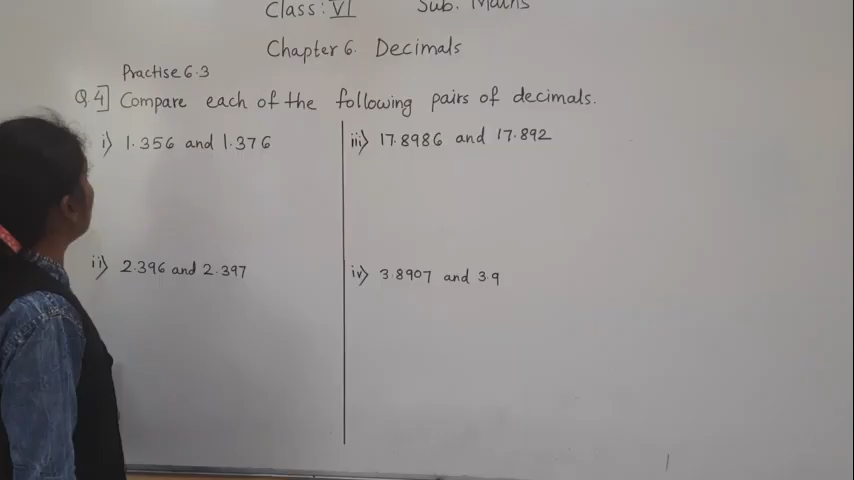 Class: VI Sub. Maths
Chapter 6. Decimals
Practise 6.3
Q.4] Compare each of the following pairs of decimals.
i) 1.356 and 1.376
ii) 2.396 and 2.397
iii) 17.8986 and 17.892
iv) 3.8907 and 3.9